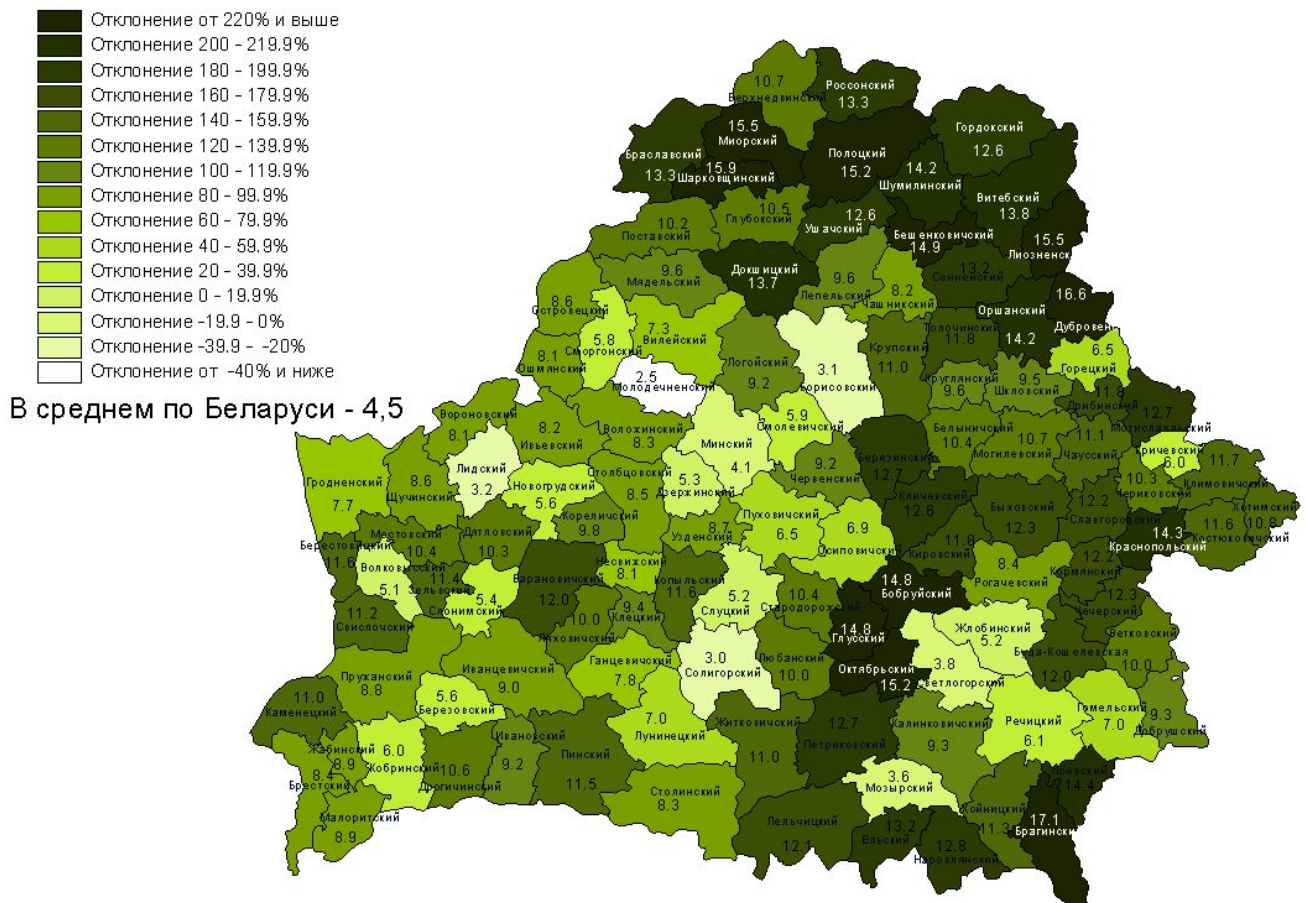 Отклонение от 220% и выше
Отклонение 200 - 219.9%
Отклонение 180 - 199.9%
Отклонение 160 - 179.9%
Отклонение 140 - 159.9%
Отклонение 120 - 139.9%
Отклонение 100 - 119.9%
Отклонение 80 - 99.9%
Отклонение 60 - 79.9%
Отклонение 40 - 59.9%
Отклонение 20 - 39.9%
Отклонение 0 - 19.9%
Отклонение -19.9 - 0%
Отклонение -39.9 - -20%
Отклонение от -40% и ниже
В среднем по Беларуси - 4,5
10.7
Верхнедвинский
Россонский
13.3
15.5
Миорский
Гордокский
12.6
Браславский
13.3
15.9
Шарковщинский
Полоцкий
15.2
14.2
Шумилинский
Витебский
13.8
10.2
Поставский
10.5
Глубокский
12.6
Ушачский
Бешенковичский
14.9
15.5
Лиозненск
9.6
Мядельский
Докшицкий
13.7
9.6
Лепельский
8.2
Чашникский
13.2
Сенненский
16.6
Дубровен
Оршанский
14.2
8.6
Островецкий
5.8
Сморгонский
7.3
Вилейский
Логойский
9.2
3.1
Борисовский
Крупский
11.0
Толочинский
11.8
6.5
Горецкий
8.1
Ошмянский
2.5
Молодечненский
Круглянский
9.6
9.5
Шкловский
11.8
Дрибинский
12.7
Мстиславльский
Вороновский
8.1
8.2
Ивьевский
Воложинский
8.3
Минский
4.1
5.9
Смолевичский
Белыничский
10.4
10.7
Могилевский
11.1
Чаусский
Кричевский
6.0
11.7
Климовичский
Гродненский
7.7
8.6
Щучинский
Лидский
3.2
Новогрудский
5.6
Столбцовский
8.5
5.3
Дзержинский
9.2
Червенский
Березинский
12.7
10.3
Чериковский
Хотимский
10.8
Мостовский
10.4
Дятловский
10.3
Кореличский
9.8
8.7
Узденский
Пуховичский
6.5
6.9
Осиповичский
Кличевский
12.6
Быховский
12.3
12.2
Славгородский
14.3
Краснопольский
11.6
Костюковичский
Берестовицкий
11.6
Волковысский
5.1
11.4
Зельвский
5.4
Слонимский
Барановичский
12.0
Несвижский
8.1
Копыльский
11.6
5.2
Слуцкий
11.8
Кировский
8.4
Рогачевский
12.2
Кормянский
11.2
Свислочский
10.0
Ляховичский
9.4
Клецкий
10.4
Стародорожский
14.8
Бобруйский
14.8
Глусский
Жлобинский
5.2
12.3
Чечерский
Ветковский
10.0
Пружанский
8.8
Иванцевичский
9.0
Ганцевичский
7.8
3.0
Солигорский
Любанский
10.0
Октябрьский
15.2
3.8
Светлогорский
Буда-Кошелевская
12.0
11.0
Каменецкий
5.6
Березовский
7.0
Лунинецкий
Житковичский
11.0
12.7
Петриковский
Калинковичский
9.3
Речицкий
6.1
Гомельский
7.0
9.3
Добрушский
Жабинский
8.9
6.0
Кобринский
10.6
Дрогичинский
Ивановский
9.2
Пинский
11.5
8.4
Брестский
Малоритский
8.9
Столинский
8.3
3.6
Мозырский
Лоевский
14.4
Лельчицкий
12.1
13.2
Ельский
12.8
Наровлянский
Хойницкий
11.3
17.1
Брагинский